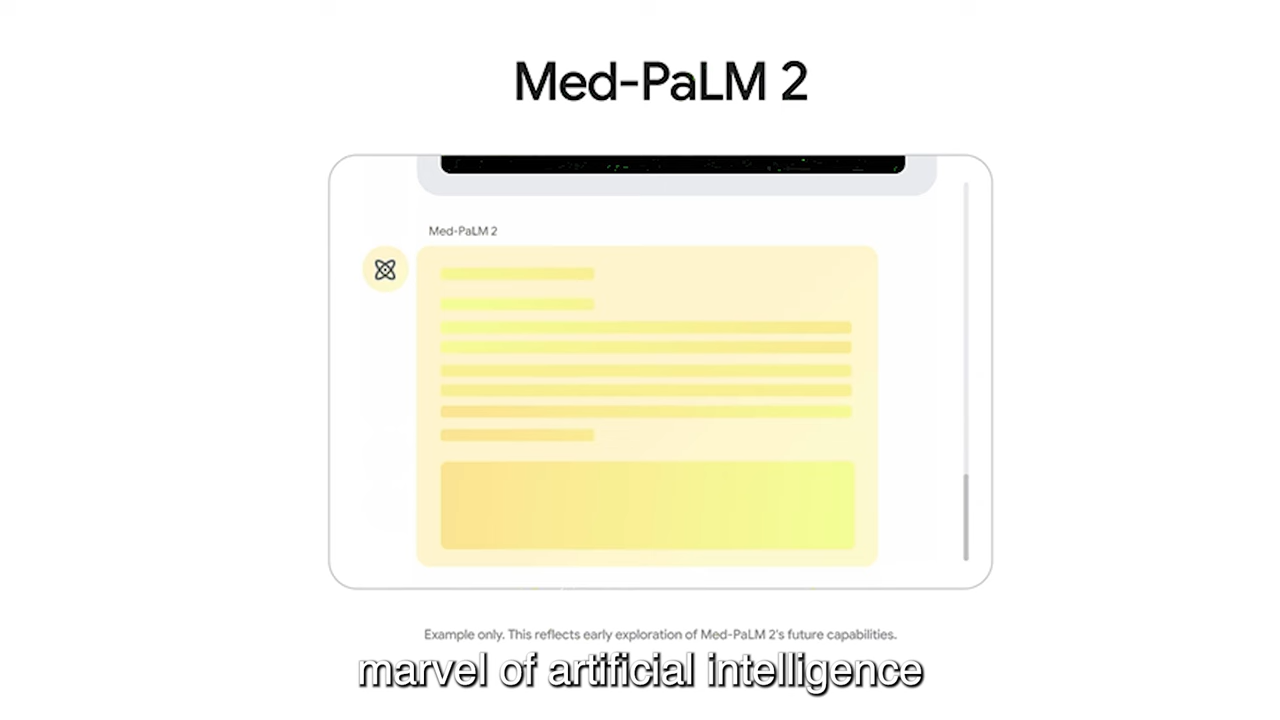 Med-PaLM 2
Med-PaLM 2
Example only. This reflects early exploration of Med-PaLM 2's future capabilities.
marvel of artificial intelligence